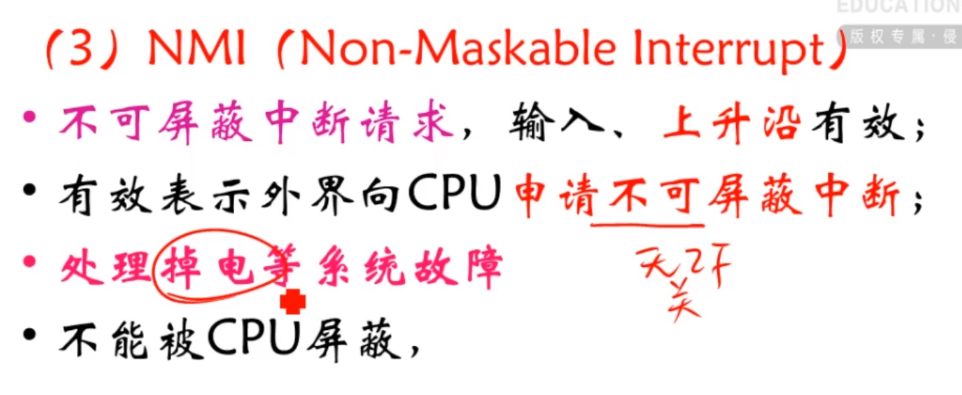 EDUCATION
版权专属·侵
(3)NMI(Non-Maskable Interrupt)
• 不可屏蔽中断请求，输入、上升沿有效；
• 有效表示外界向CPU申请不可屏蔽中断；
• 处理掉电等系统故障
无2F
关
• 不能被CPU屏蔽，